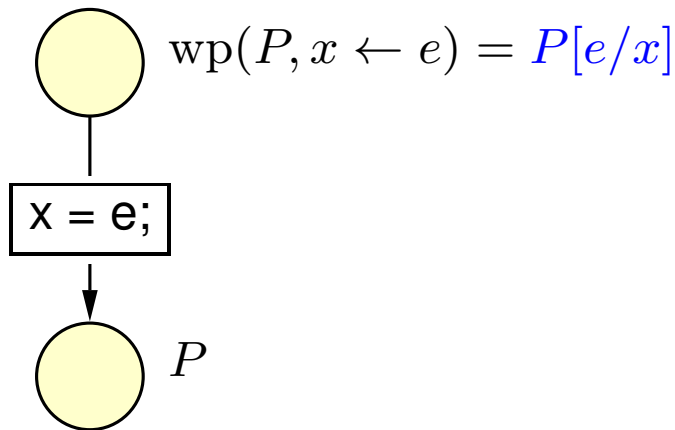 wp(P, x ← e) = P[e/x]
x = e;
P